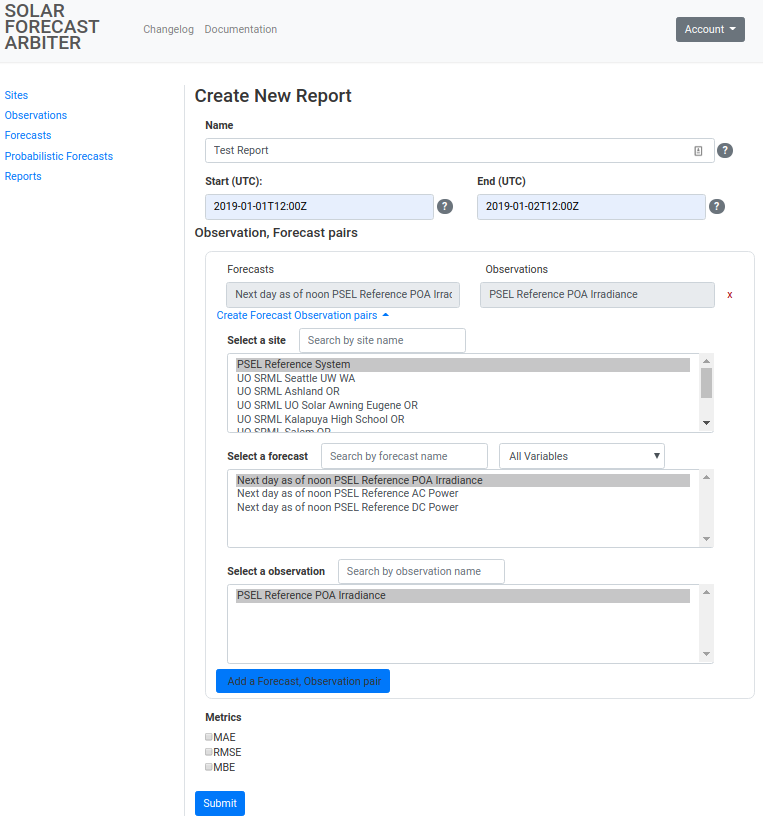 SOLAR
FORECAST
ARBITER
Changelog Documentation
Account
Sites
Observations
Forecasts
Probabilistic Forecasts
Reports
Create New Report
Name
Test Report
?
Start (UTC): End (UTC)
2019-01-01T12:00Z ? 2019-01-02T12:00Z ?
Observation, Forecast pairs
Forecasts Observations
Next day as of noon PSEL Reference POA Irrad PSEL Reference POA Irradiance x
Create Forecast Observation pairs
Select a site Search by site name
PSEL Reference System
UO SRML Seattle UW WA
UO SRML Ashland OR
UO SRML UO Solar Awning Eugene OR
UO SRML Kalapuya High School OR
UO SRML Salem OR
Select a forecast Search by forecast name All Variables
Next day as of noon PSEL Reference POA Irradiance
Next day as of noon PSEL Reference AC Power
Next day as of noon PSEL Reference DC Power
Select a observation Search by observation name
PSEL Reference POA Irradiance
Add a Forecast, Observation pair
Metrics
MAE
RMSE
MBE
Submit